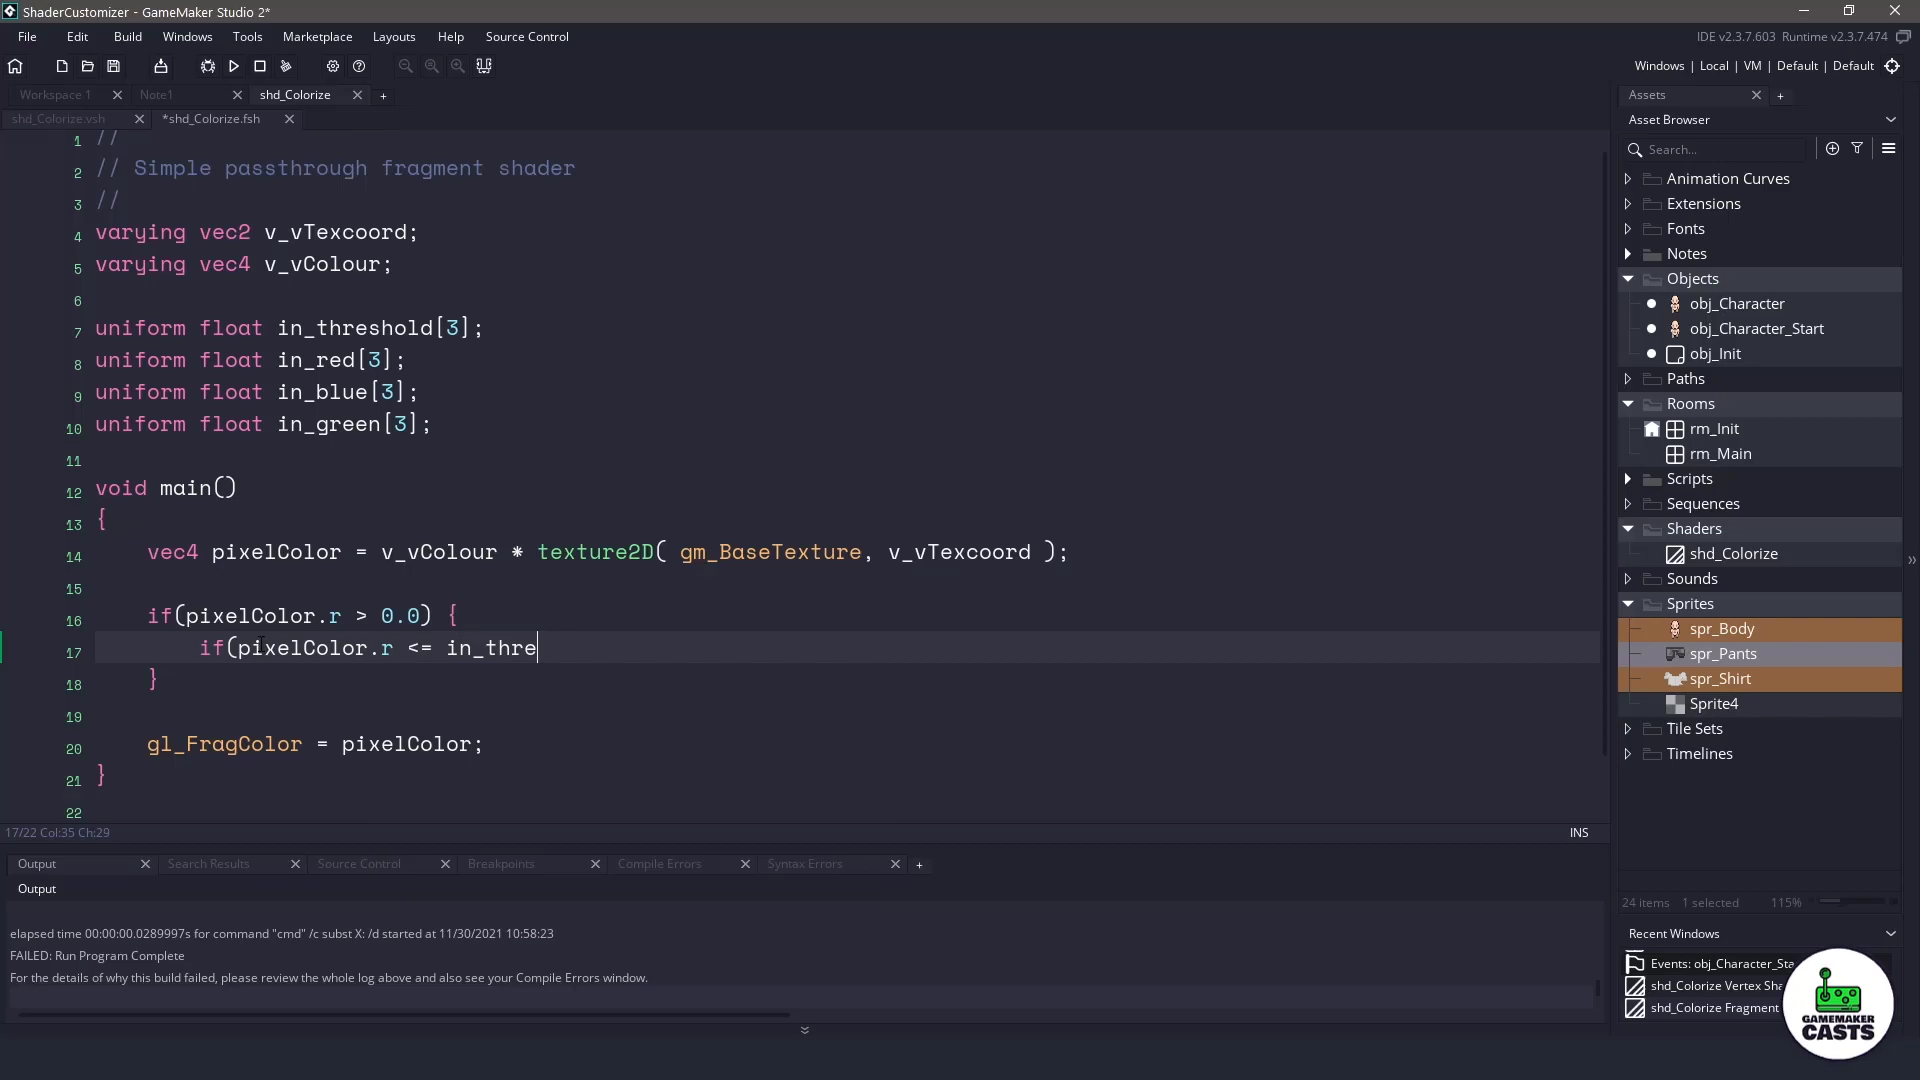 ShaderCustomizer - GameMaker Studio 2*
File Edit Build Windows Tools Marketplace Layouts Help Source Control
IDE v2.3.7.603 Runtime v2.3.7.474
Windows | Local | VM | Default | Default
Workspace 1 Note1 shd_Colorize +
shd_Colorize.vsh *shd_Colorize.fsh
1 //
2 // Simple passthrough fragment shader
3 //
4 varying vec2 v_vTexcoord;
5 varying vec4 v_vColour;
6
7 uniform float in_threshold[3];
8 uniform float in_red[3];
9 uniform float in_blue[3];
10 uniform float in_green[3];
11
12 void main()
13 {
14 vec4 pixelColor = v_vColour * texture2D( gm_BaseTexture, v_vTexcoord );
15
16 if(pixelColor.r > 0.0) {
17 if(pixelColor.r <= in_thre
18 }
19
20 gl_FragColor = pixelColor;
21 }
22
17/22 Col:35 Ch:29
INS
Output Search Results Source Control Breakpoints Compile Errors Syntax Errors +
Output
elapsed time 00:00:00.0289997s for command "cmd" /c subst X: /d started at 11/30/2021 10:58:23
FAILED: Run Program Complete
For the details of why this build failed, please review the whole log above and also see your Compile Errors window.
Assets +
Asset Browser
Search...
Animation Curves
Extensions
Fonts
Notes
Objects
obj_Character
obj_Character_Start
obj_Init
Paths
Rooms
rm_Init
rm_Main
Scripts
Sequences
Shaders
shd_Colorize
Sounds
Sprites
spr_Body
spr_Pants
spr_Shirt
Sprite4
Tile Sets
Timelines
24 items 1 selected 115%
Recent Windows
Events: obj_Character_Sta
shd_Colorize Vertex Sha
shd_Colorize Fragment
GAMEMAKER
CASTS